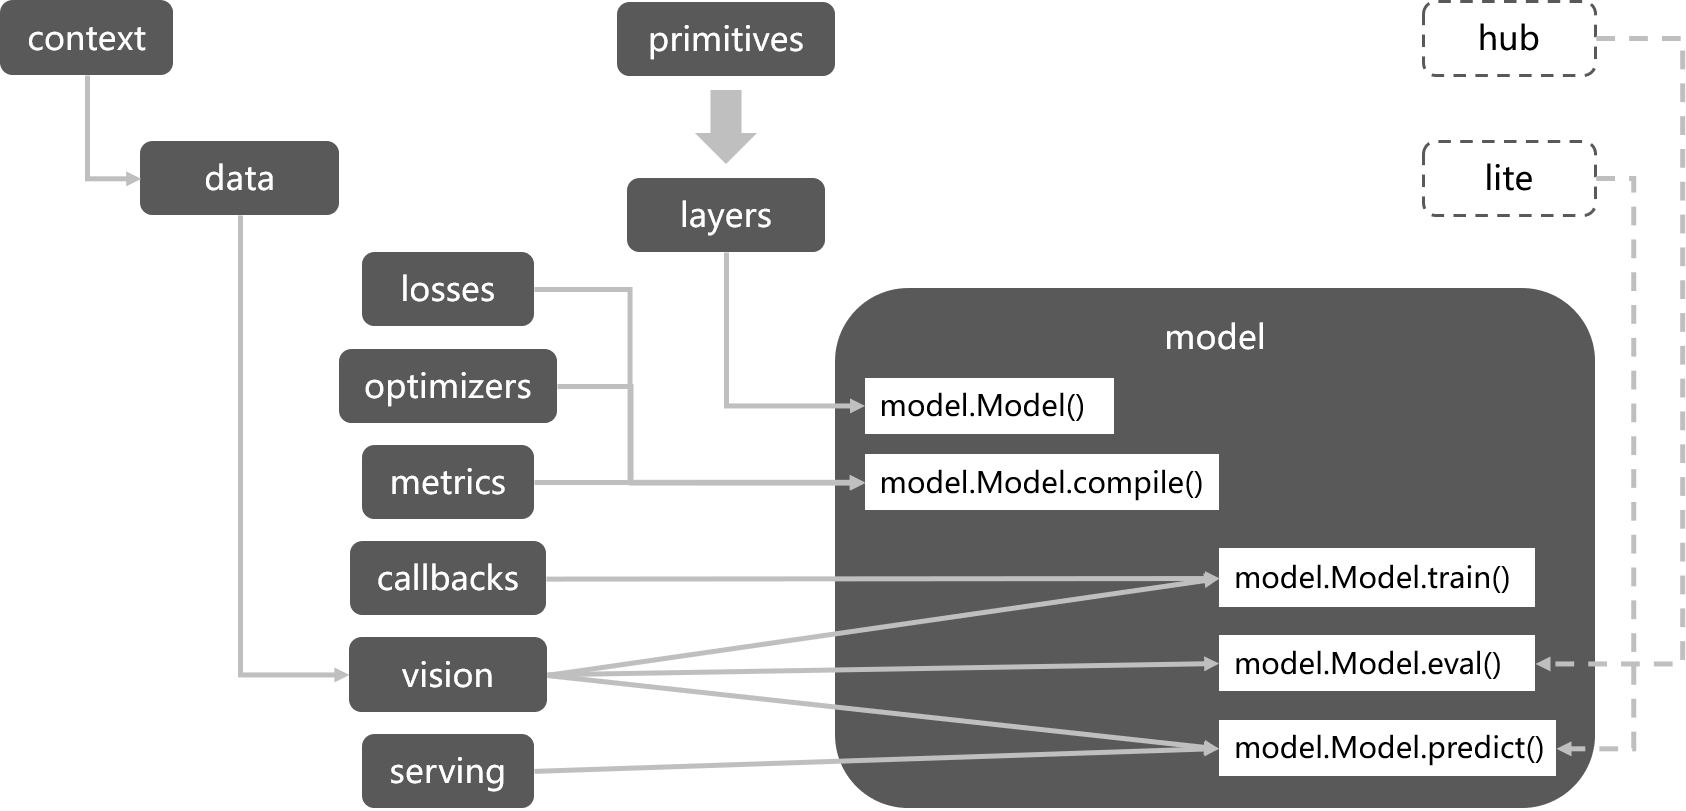 context
primitives
hub
data
lite
layers
losses
optimizers
metrics
callbacks
vision
serving
model
model.Model()
model.Model.compile()
model.Model.train()
model.Model.eval()
model.Model.predict()